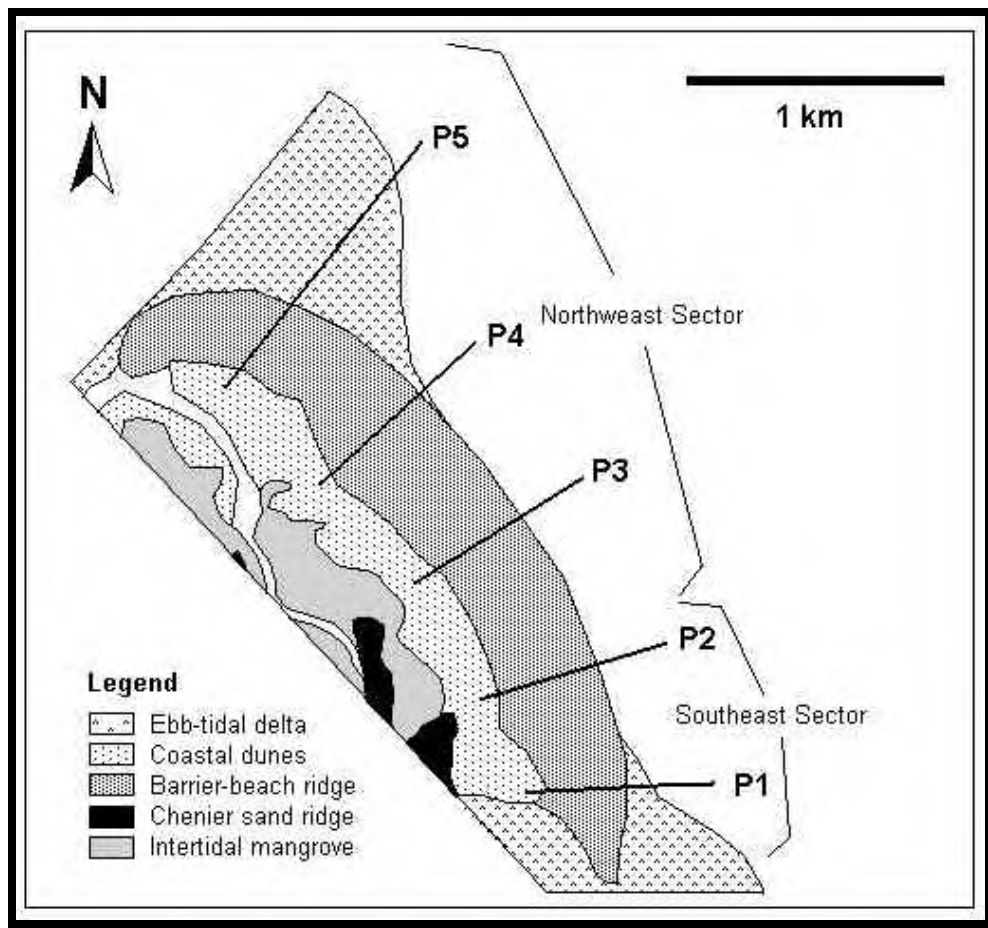 N
1 km
P5
Northweast Sector
P4
P3
P2
Southeast Sector
P1
Legend
Ebb-tidal delta
Coastal dunes
Barrier-beach ridge
Chenier sand ridge
Intertidal mangrove